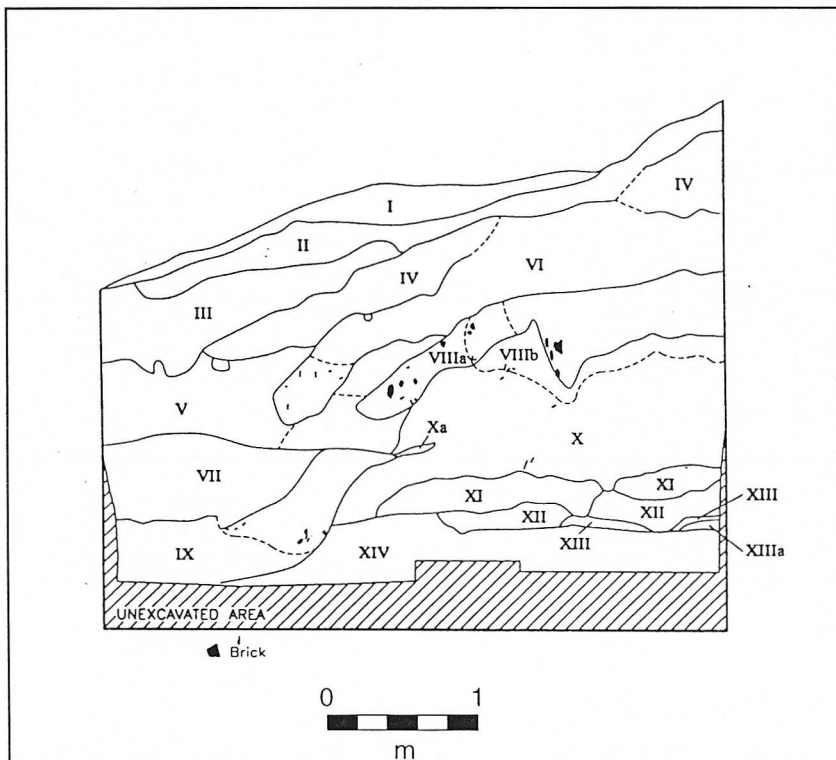 I
IV
II
IV
VI
III
VIIIa
VIIIb
V
Xa
X
VII
XI
XI
XIII
XII
XII
IX
XIV
XIII
XIIIa
UNEXCAVATED AREA
Brick
0 1
m